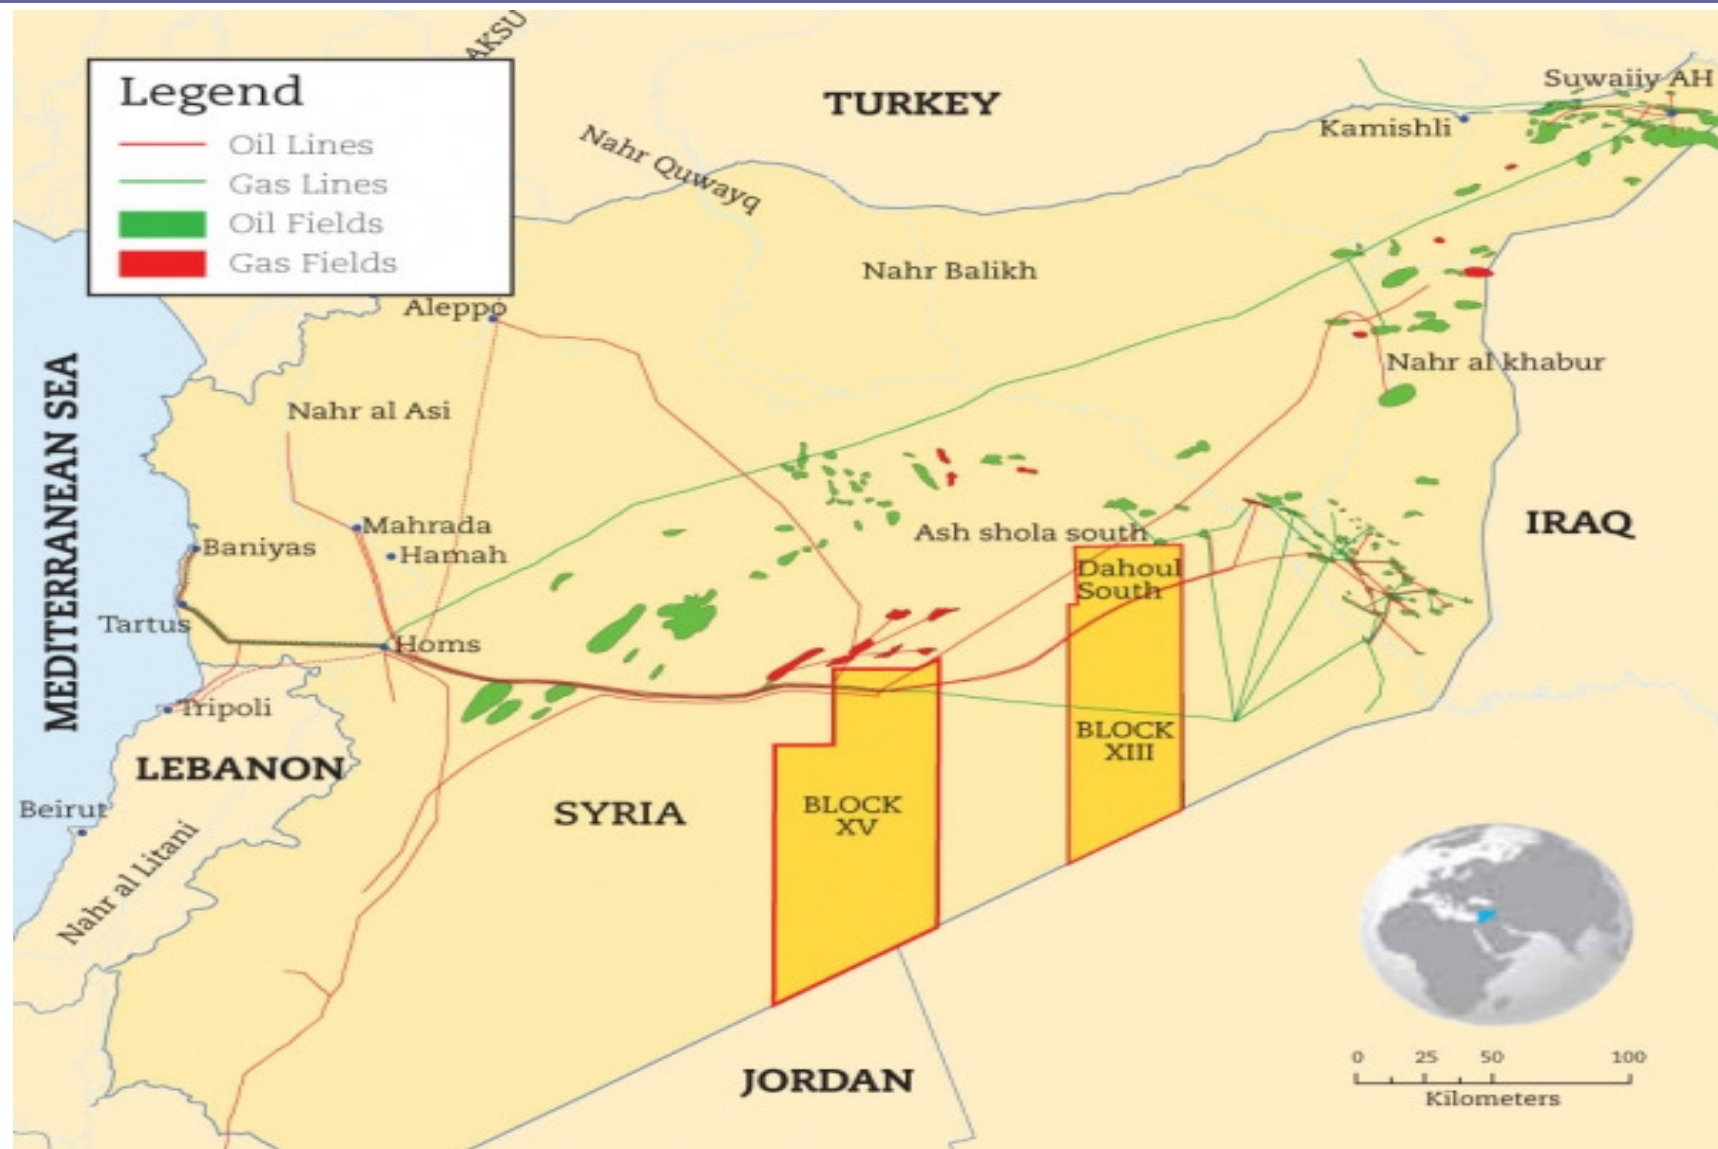 AKSU
Legend
Oil Lines
Gas Lines
Oil Fields
Gas Fields
TURKEY
Suwaiiy AH
Kamishli
Nahr Quwayq
Nahr Balikh
Aleppo
Nahr al khabur
Nahr al Asi
MEDITERRANEAN SEA
Mahrada
Hamah
Baniyas
Ash shola south
IRAQ
Dahoul
South
Tartus
Homs
Tripoli
BLOCK
XIII
LEBANON
SYRIA
BLOCK
XV
Beirut
Nahr al Litani
JORDAN
0 25 50 100
Kilometers